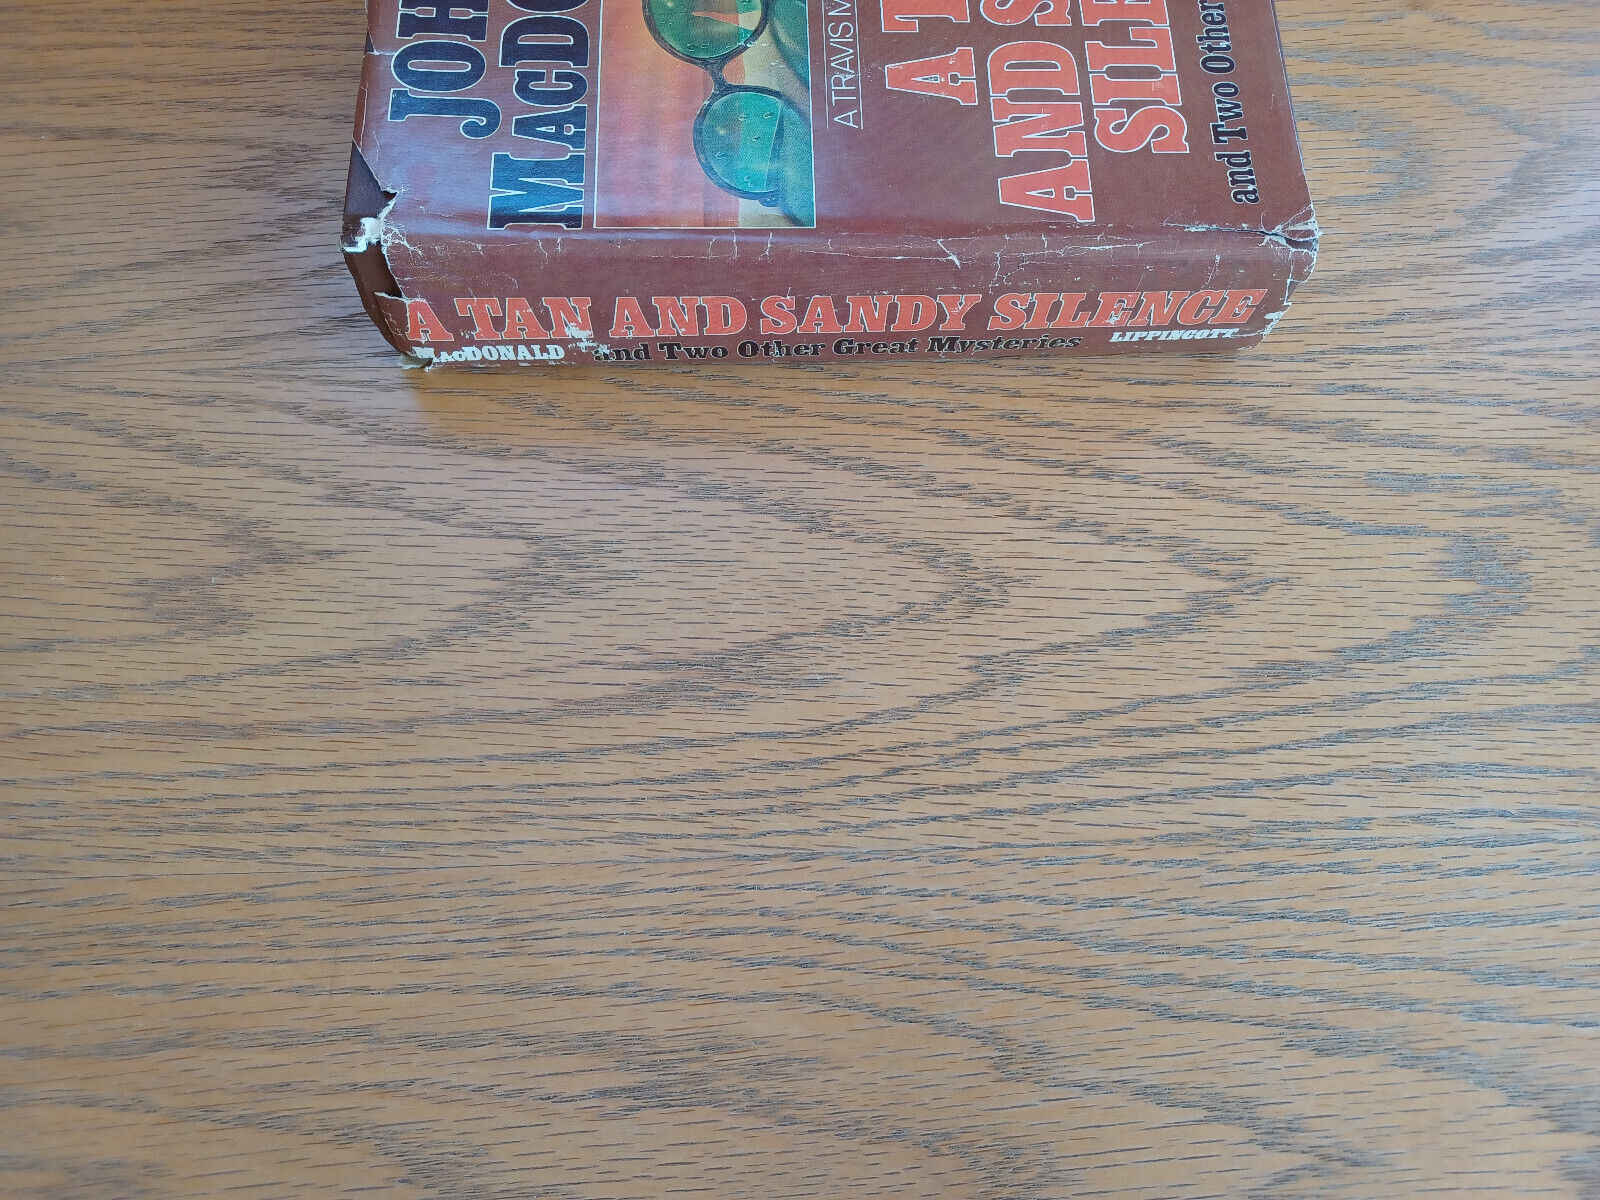 JOH
MACDO
A TRAVIS M
A T
AND S
SILE
and Two Other
A TAN AND SANDY SILENCE
MACDONALD and Two Other Great Mysteries LIPPINCOTT